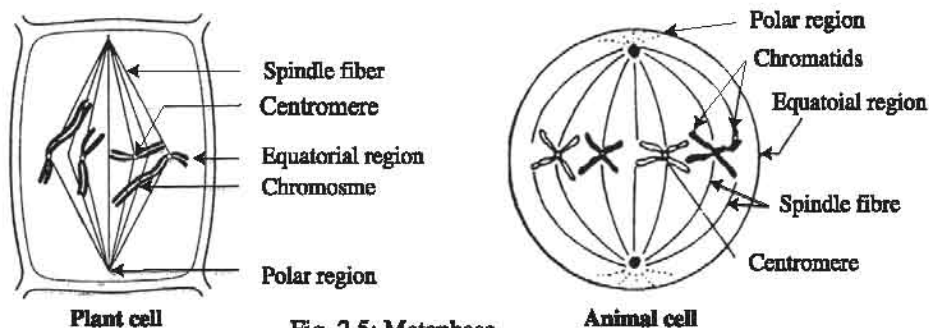 Spindle fiber
Centromere
Equatorial region
Chromosme
Polar region
Plant cell
Polar region
Chromatids
Equatoial region
Spindle fibre
Centromere
Animal cell
Fig. 2.5: Metaphase